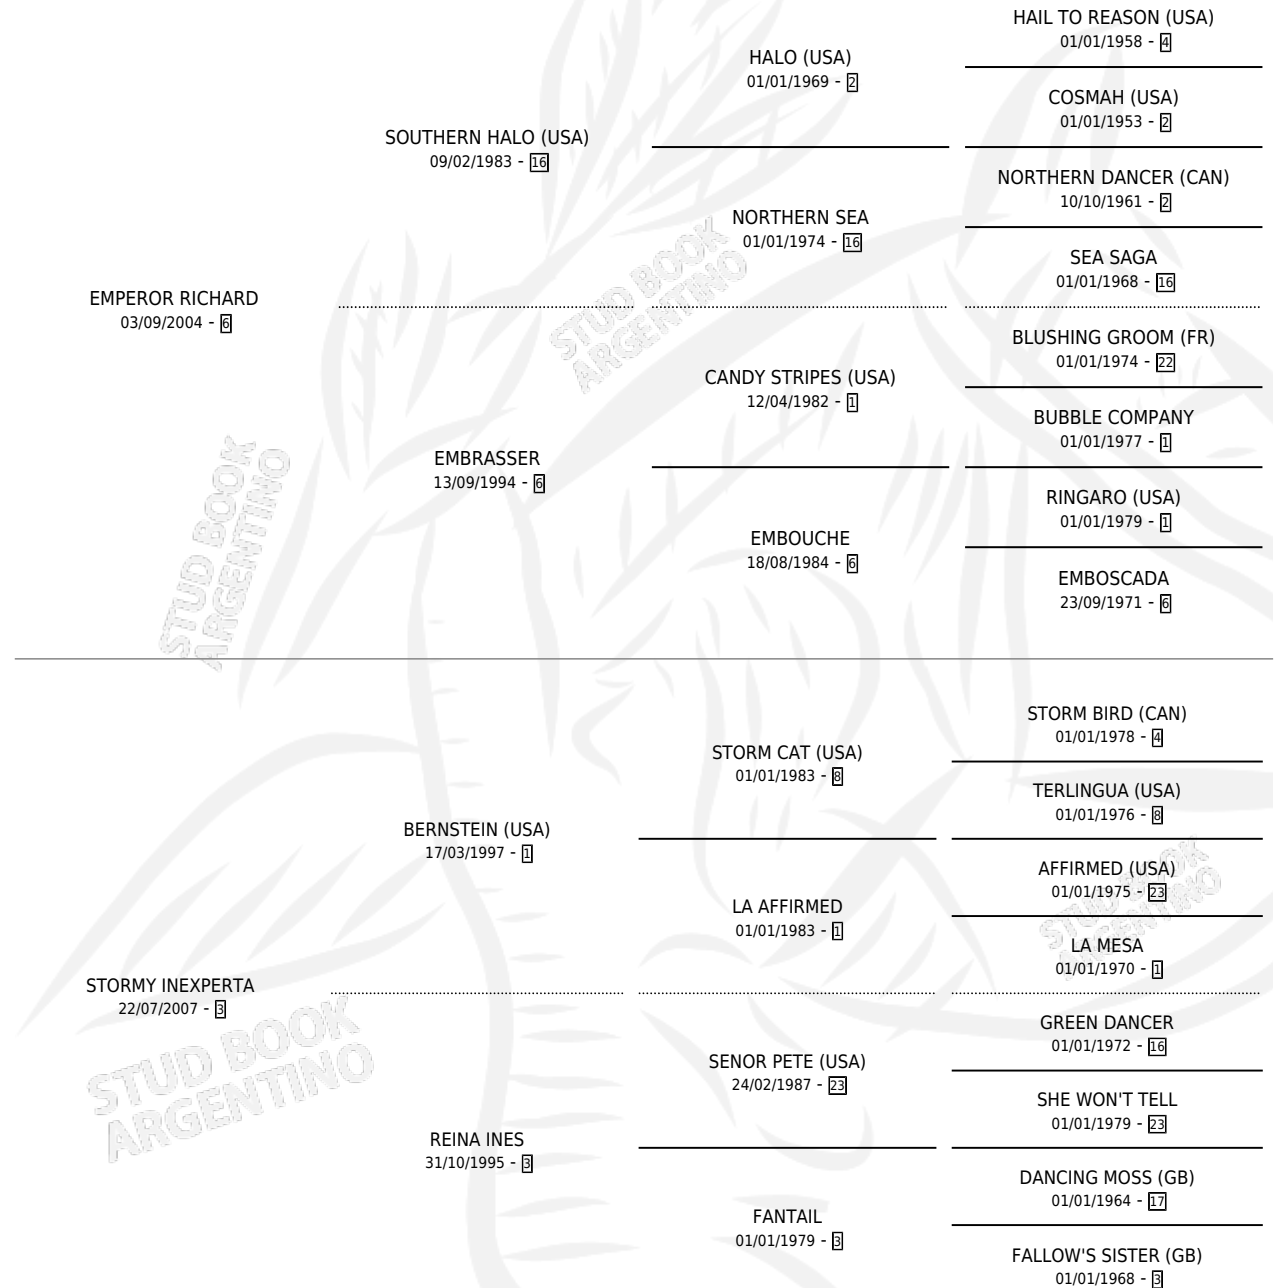 HAIL TO REASON (USA)
01/01/1958 - 4
HALO (USA)
01/01/1969 - 2
COSMAH (USA)
01/01/1953 - 2
SOUTHERN HALO (USA)
09/02/1983 - 16
NORTHERN DANCER (CAN)
10/10/1961 - 2
NORTHERN SEA
01/01/1974 - 16
SEA SAGA
01/01/1968 - 16
EMPEROR RICHARD
03/09/2004 - 6
STUD BOOK
ARGENTINO
BLUSHING GROOM (FR)
01/01/1974 - 22
CANDY STRIPES (USA)
12/04/1982 - 1
BUBBLE COMPANY
01/01/1977 - 1
EMBRASSER
13/09/1994 - 6
RINGARO (USA)
01/01/1979 - 1
EMBOUCHE
18/08/1984 - 6
EMBOSCADA
23/09/1971 - 6
STUD BOOK
ARGENTINO
STORM BIRD (CAN)
01/01/1978 - 4
STORM CAT (USA)
01/01/1983 - 8
TERLINGUA (USA)
01/01/1976 - 8
BERNSTEIN (USA)
17/03/1997 - 1
AFFIRMED (USA)
01/01/1975 - 23
LA AFFIRMED
01/01/1983 - 1
STUD BOOK
ARGENTINO
LA MESA
01/01/1970 - 1
STORMY INEXPERTA
22/07/2007 - 3
STUD BOOK
ARGENTINO
GREEN DANCER
01/01/1972 - 16
SENOR PETE (USA)
24/02/1987 - 23
SHE WON'T TELL
01/01/1979 - 23
REINA INES
31/10/1995 - 3
DANCING MOSS (GB)
01/01/1964 - 17
FANTAIL
01/01/1979 - 3
FALLOW'S SISTER (GB)
01/01/1968 - 3